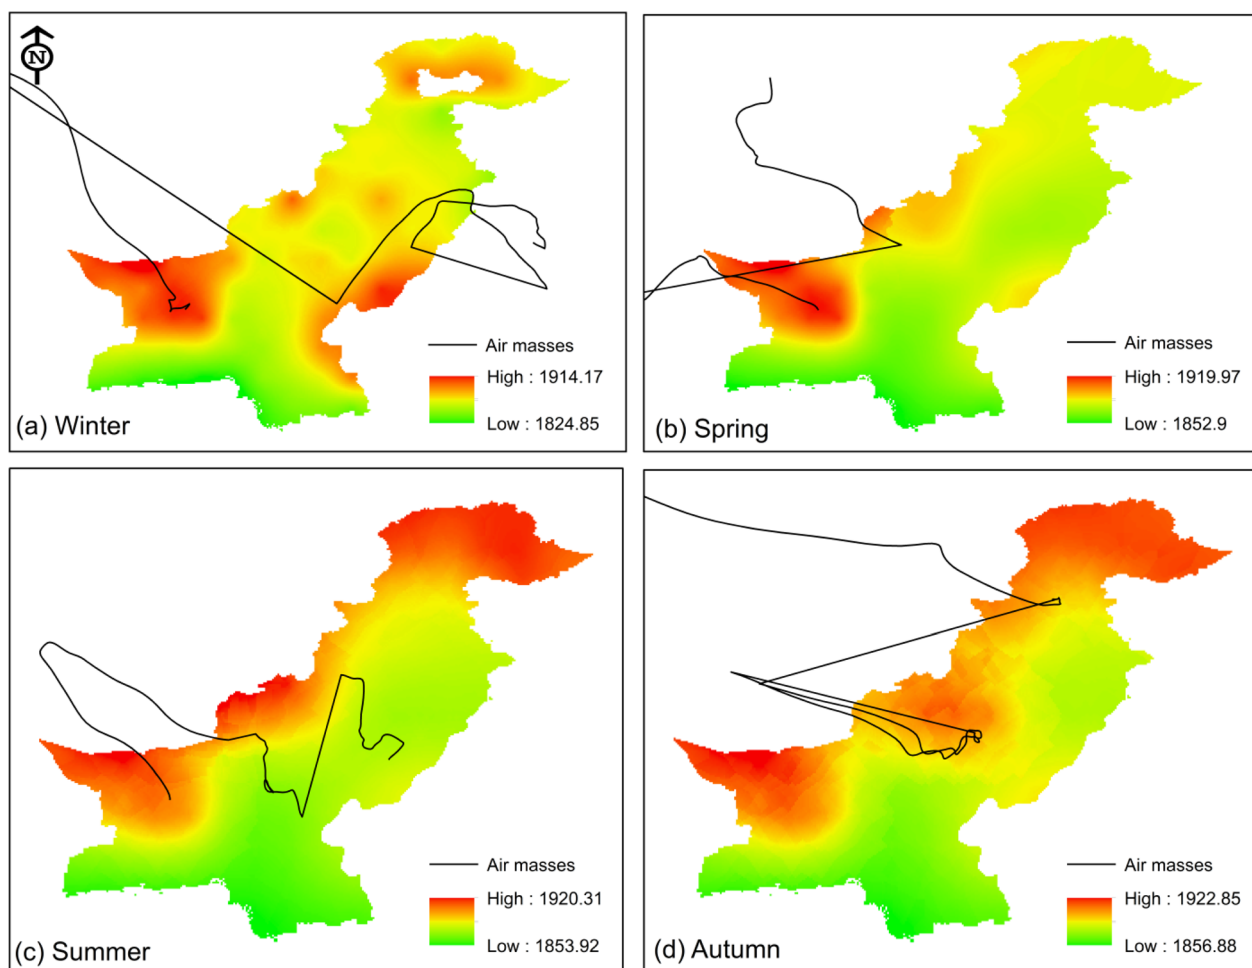 N
Air masses
High : 1914.17
Low : 1824.85
(a) Winter
Air masses
High : 1919.97
Low : 1852.9
(b) Spring
Air masses
High : 1920.31
Low : 1853.92
(c) Summer
Air masses
High : 1922.85
Low : 1856.88
(d) Autumn